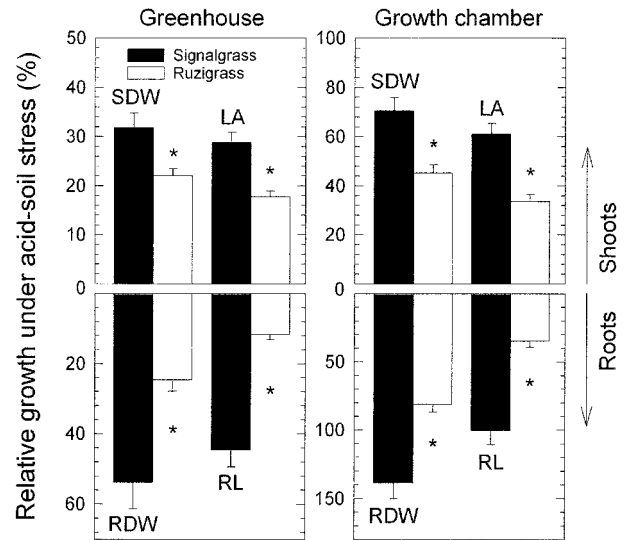 Greenhouse
Growth chamber
Relative growth under acid-soil stress (%)
50
40
30
20
10
0
20
40
60
Signalgrass
Ruzigrass
SDW
*
LA
*
*
*
RDW
RL
100
80
60
40
20
0
50
100
150
SDW
*
LA
*
*
*
RDW
RL
Shoots
Roots